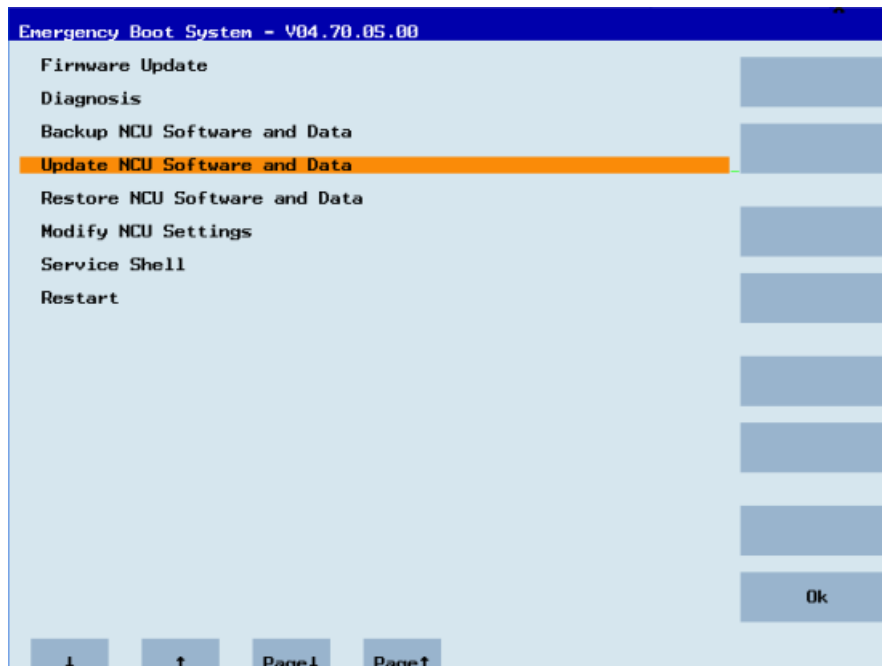 Emergency Boot System - V04.70.05.00
Firmware Update
Diagnosis
Backup NCU Software and Data
Update NCU Software and Data
Restore NCU Software and Data
Modify NCU Settings
Service Shell
Restart
Ok
↓ ↑ Page↓ Page↑